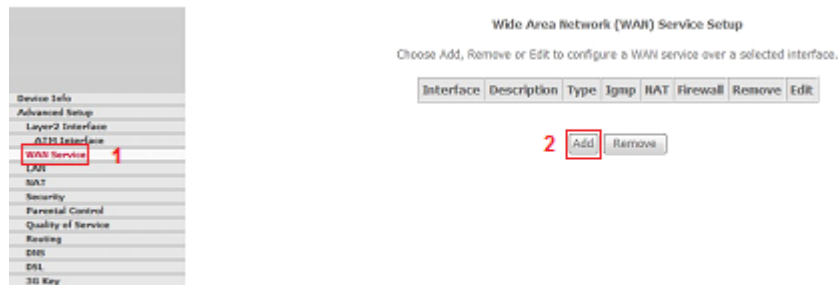 Wide Area Network (WAN) Service Setup
Choose Add, Remove or Edit to configure a WAN service over a selected interface.
Interface Description Type Igmp NAT Firewall Remove Edit
2 Add Remove
Device Info
Advanced Setup
Layer2 Interface
ATM Interface
WAN Service 1
LAN
NAT
Security
Parental Control
Quality of Service
Routing
DNS
DSL
3G Key